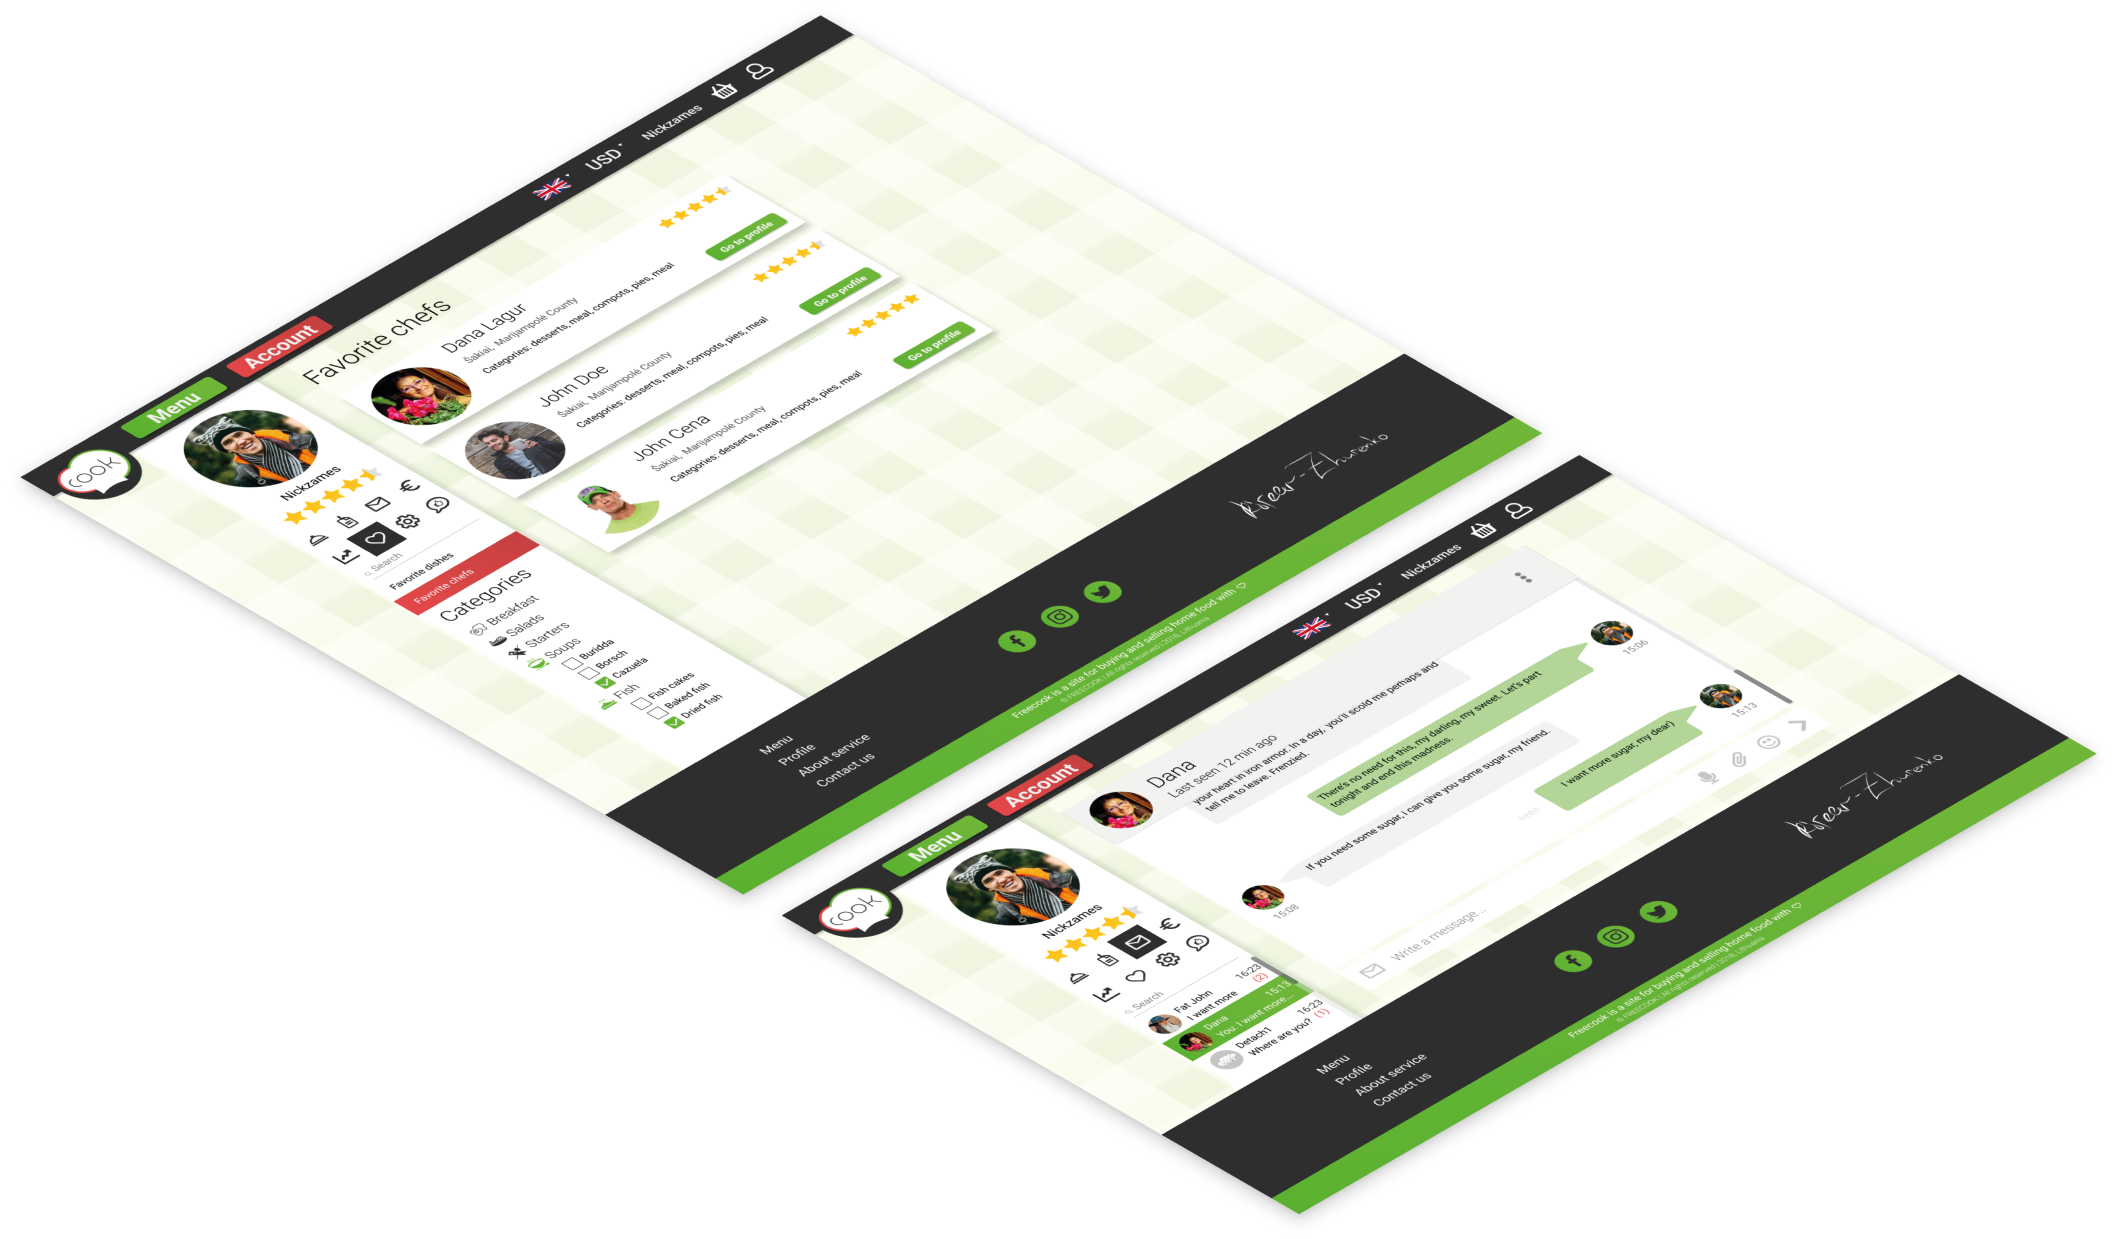 cook
Menu
Account
USD
Nickzames
Nickzames
Search
Favorite dishes
Favorite chefs
Categories
Breakfast
Salads
Starters
Soups
Buridda
Borsch
Cazuela
Fish
Fish cakes
Baked fish
Dried fish
Favorite chefs
Dana Lagur
Šakiai, Marijampolė County
Categories: desserts, meal, compots, pies, meal
Go to profile
John Doe
Šakiai, Marijampolė County
Categories: desserts, meal, compots, pies, meal
Go to profile
John Cena
Šakiai, Marijampolė County
Categories: desserts, meal, compots, pies, meal
Go to profile
Menu
Profile
About service
Contact us
Freecook is a site for buying and selling home food with
© FREECOOK | All rights reserved | 2018, Lithuania
cook
Menu
Account
USD
Nickzames
Nickzames
Search
Fat John
16:23
I want more
(2)
Dana
15:13
You: I want more...
Detach1
16:23
Where are you?
(1)
Dana
Last seen 12 min ago
your heart in iron armor. In a day, you'll scold me perhaps and
tell me to leave. Frenzied.
There's no need for this, my darling, my sweet. Let's part
tonight and end this madness.
15:06
If you need some sugar, i can give you some sugar, my friend.
15:08
I want more sugar, my dear)
15:13
seen
Write a message...
Menu
Profile
About service
Contact us
Freecook is a site for buying and selling home food with
© FREECOOK | All rights reserved | 2018, Lithuania